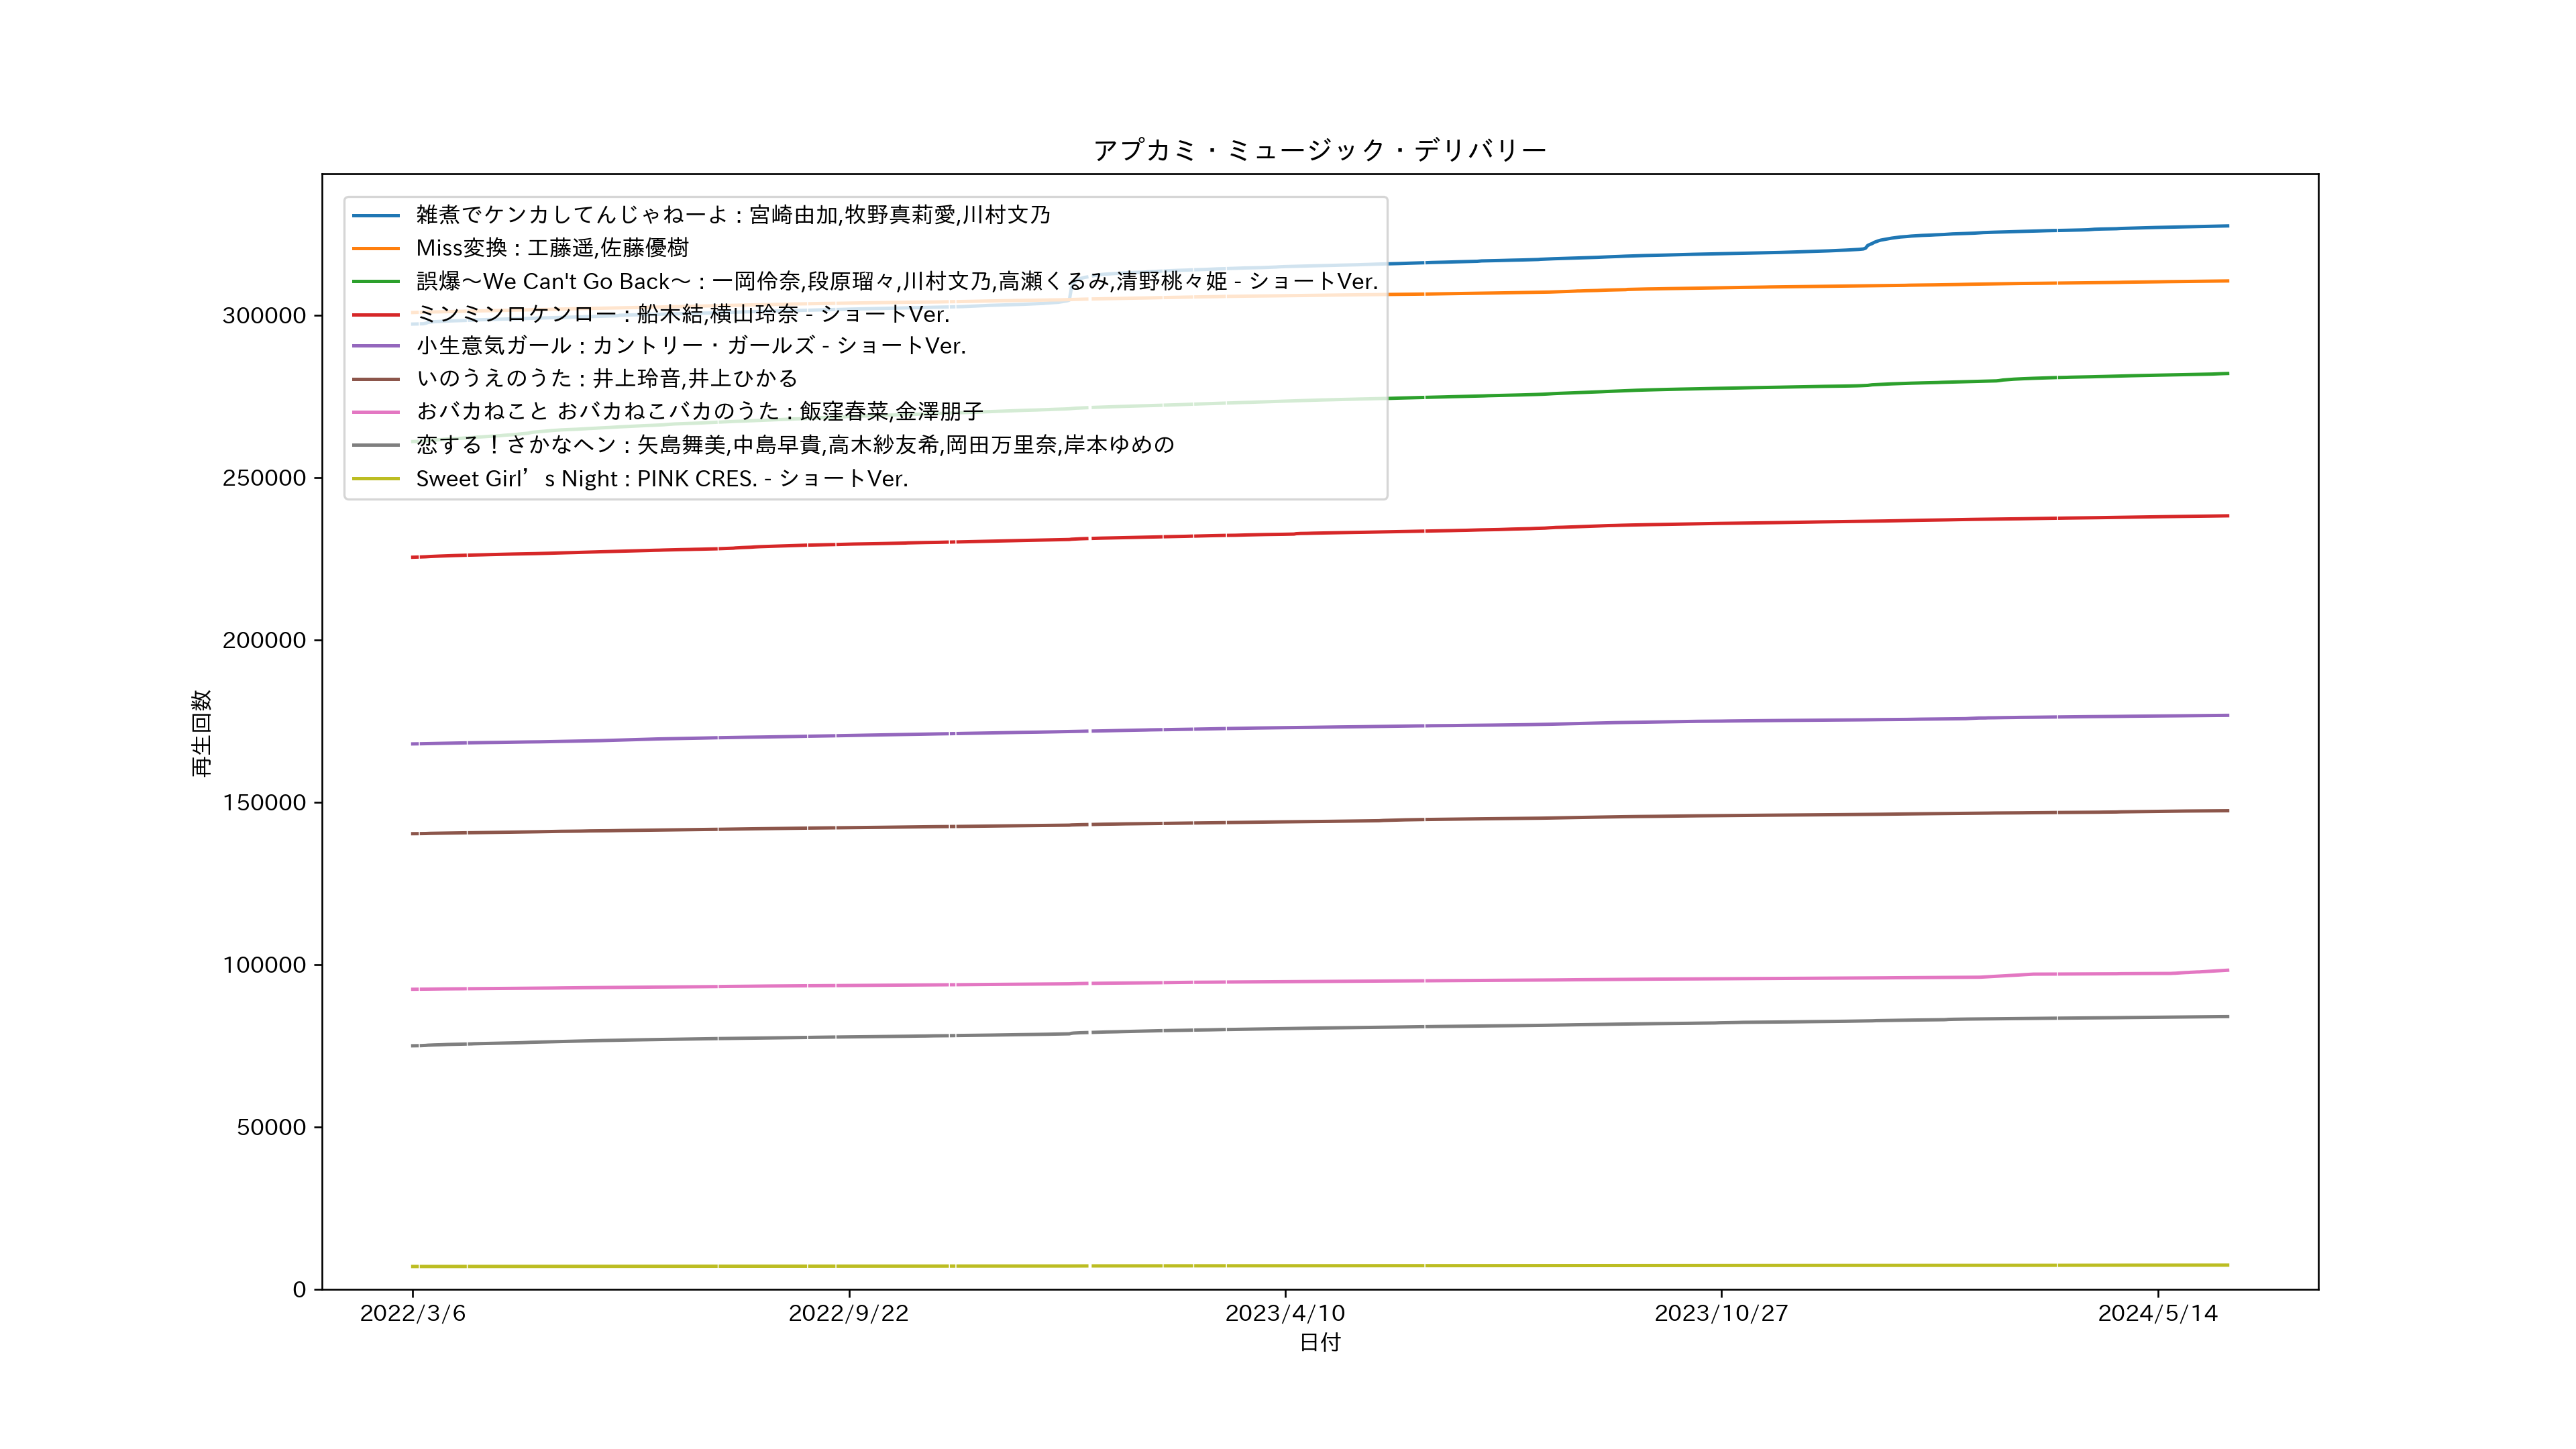 アプカミ・ミュージック・デリバリー
雑煮でケンカしてんじゃねーよ : 宮崎由加,牧野真莉愛,川村文乃
Miss変換 : 工藤遥,佐藤優樹
誤爆～We Can't Go Back～ : 一岡伶奈,段原瑠々,川村文乃,高瀬くるみ,清野桃々姫 - ショートVer.
ミンミンロケンロー : 船木結,横山玲奈 - ショートVer.
小生意気ガール : カントリー・ガールズ - ショートVer.
いのうえのうた : 井上玲音,井上ひかる
おバカねこと おバカねこバカのうた : 飯窪春菜,金澤朋子
恋する！さかなヘン : 矢島舞美,中島早貴,高木紗友希,岡田万里奈,岸本ゆめの
Sweet Girl’s Night : PINK CRES. - ショートVer.
300000
250000
200000
150000
100000
50000
0
再生回数
2022/3/6 2022/9/22 2023/4/10 2023/10/27 2024/5/14
日付